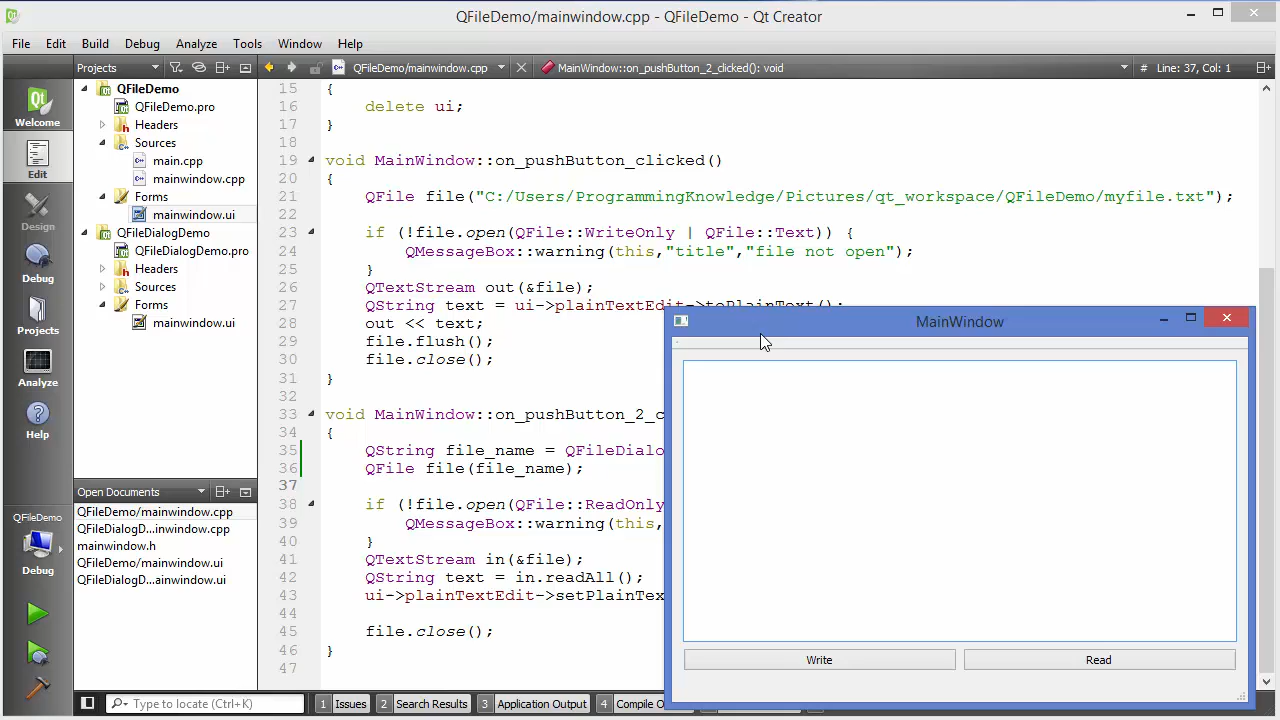 QFileDemo/mainwindow.cpp - QFileDemo - Qt Creator
File Edit Build Debug Analyze Tools Window Help
Projects QFileDemo/mainwindow.cpp MainWindow::on_pushButton_2_clicked(): void # Line: 37, Col: 1
Welcome
Edit
Design
Debug
Projects
Analyze
Help
QFileDemo
Debug
QFileDemo
QFileDemo.pro
Headers
Sources
main.cpp
mainwindow.cpp
Forms
mainwindow.ui
QFileDialogDemo
QFileDialogDemo.pro
Headers
Sources
Forms
mainwindow.ui
Open Documents
QFileDemo/mainwindow.cpp
QFileDialogD...inwindow.cpp
mainwindow.h
QFileDemo/mainwindow.ui
QFileDialogD...ainwindow.ui
15 {
16 delete ui;
17 }
18
19 void MainWindow::on_pushButton_clicked()
20 {
21 QFile file("C:/Users/ProgrammingKnowledge/Pictures/qt_workspace/QFileDemo/myfile.txt");
22
23 if (!file.open(QFile::WriteOnly | QFile::Text)) {
24 QMessageBox::warning(this,"title","file not open");
25 }
26 QTextStream out(&file);
27 QString text = ui->plainTextEdit->toPlainText();
28 out << text;
29 file.flush();
30 file.close();
31 }
32
33 void MainWindow::on_pushButton_2_c
34 {
35 QString file_name = QFileDialo
36 QFile file(file_name);
37
38 if (!file.open(QFile::ReadOnly
39 QMessageBox::warning(this,
40 }
41 QTextStream in(&file);
42 QString text = in.readAll();
43 ui->plainTextEdit->setPlainTex
44
45 file.close();
46 }
47
MainWindow
Write Read
Type to locate (Ctrl+K) 1 Issues 2 Search Results 3 Application Output 4 Compile O